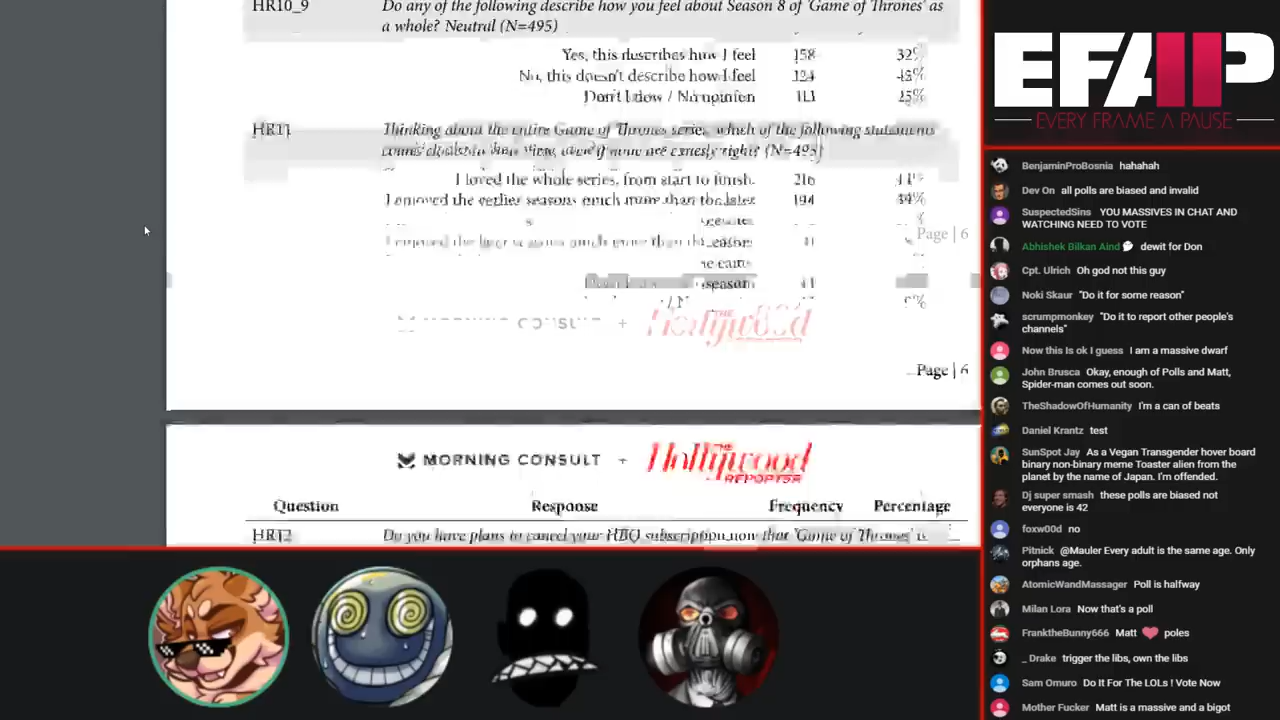 HR10_9
Do any of the following describe how you feel about Season 8 of 'Game of Thrones' as
a whole? Neutral (N=495)
Yes, this describes how I feel 158 32%
No, this doesn't describe how I feel
Don't know / No opinion
Thinking about the entire Game of Thrones series, which of the following statements
I loved the whole series, from start to finish. 216
I enjoyed the earlier seasons much more than the later 194
Page | 6
MORNING CONSULT + Hollywood
Page | 6
MORNING CONSULT + THE
Hollywood
REPORTER
Question Response Frequency Percentage
Do you have plans to cancel your HBO subscription now that 'Game of Thrones' is
EFAP
EVERY FRAME A PAUSE
BenjaminProBosnia hahahah
Dev On all polls are biased and invalid
SuspectedSins YOU MASSIVES IN CHAT AND
WATCHING NEED TO VOTE
Abhishek Bilkan Aind dewit for Don
Cpt. Ulrich Oh god not this guy
Noki Skaur "Do it for some reason"
scrumpmonkey "Do it to report other people's
channels"
Now this Is ok I guess I am a massive dwarf
John Brusca Okay, enough of Polls and Matt,
Spider-man comes out soon.
TheShadowOfHumanity I'm a can of beats
Daniel Krantz test
SunSpot Jay As a Vegan Transgender hover board
binary non-binary meme Toaster alien from the
planet by the name of Japan. I'm offended.
Dj super smash these polls are biased not
everyone is 42
foxw00d no
Pitnick @Mauler Every adult is the same age. Only
orphans age.
AtomicWandMassager Poll is halfway
Milan Lora Now that's a poll
FranktheBunny666 Matt ❤ poles
_ Drake trigger the libs, own the libs
Sam Omuro Do It For The LOLs ! Vote Now
Mother Fucker Matt is a massive and a bigot